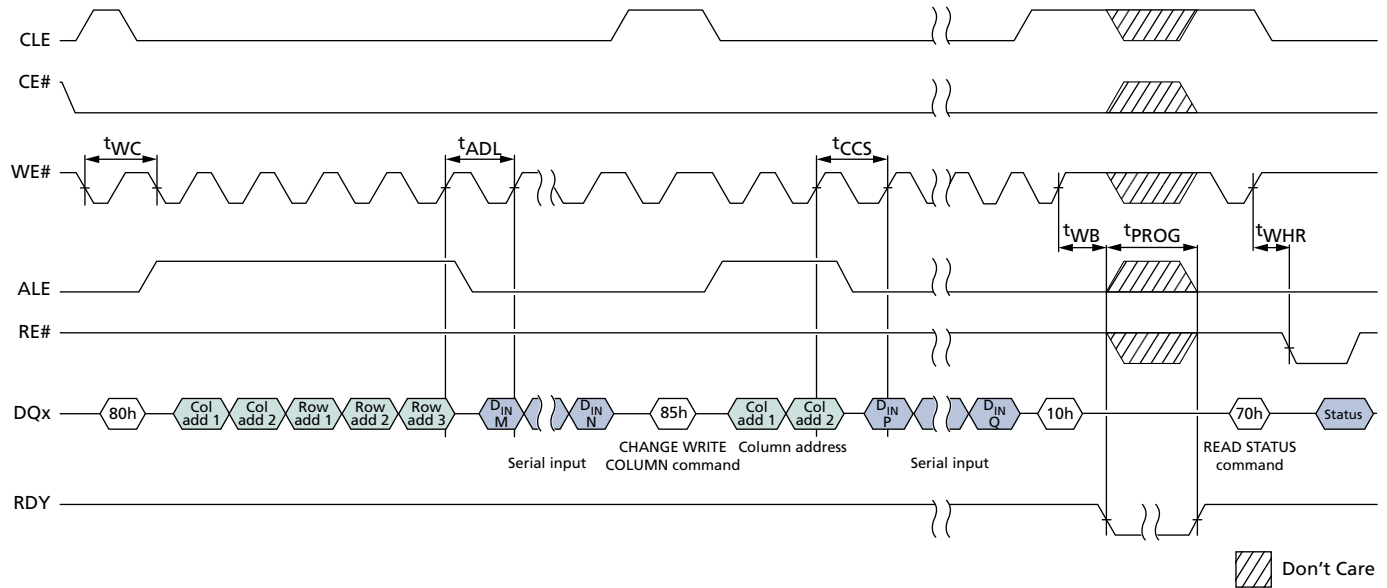 CLE
CE#
tWC
tADL
tCCS
WE#
tWB
tPROG
tWHR
ALE
RE#
DQx
80h
Col add 1
Col add 2
Row add 1
Row add 2
Row add 3
DIN M
DIN N
85h
Col add 1
Col add 2
DIN P
DIN Q
10h
70h
Status
Serial input
CHANGE WRITE
COLUMN command
Column address
Serial input
READ STATUS
command
RDY
Don't Care